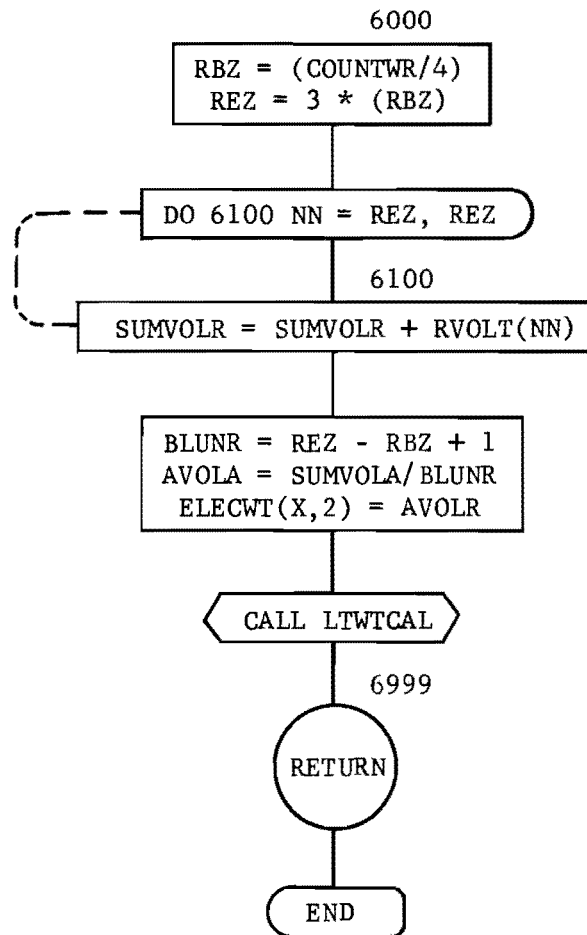 6000
RBZ = (COUNTWR/4)
REZ = 3 * (RBZ)
DO 6100 NN = REZ, REZ
6100
SUMVOLR = SUMVOLR + RVOLT(NN)
BLUNR = REZ - RBZ + 1
AVOLA = SUMVOLA/BLUNR
ELECWT(X,2) = AVOLR
CALL LTWTCAL
6999
RETURN
END